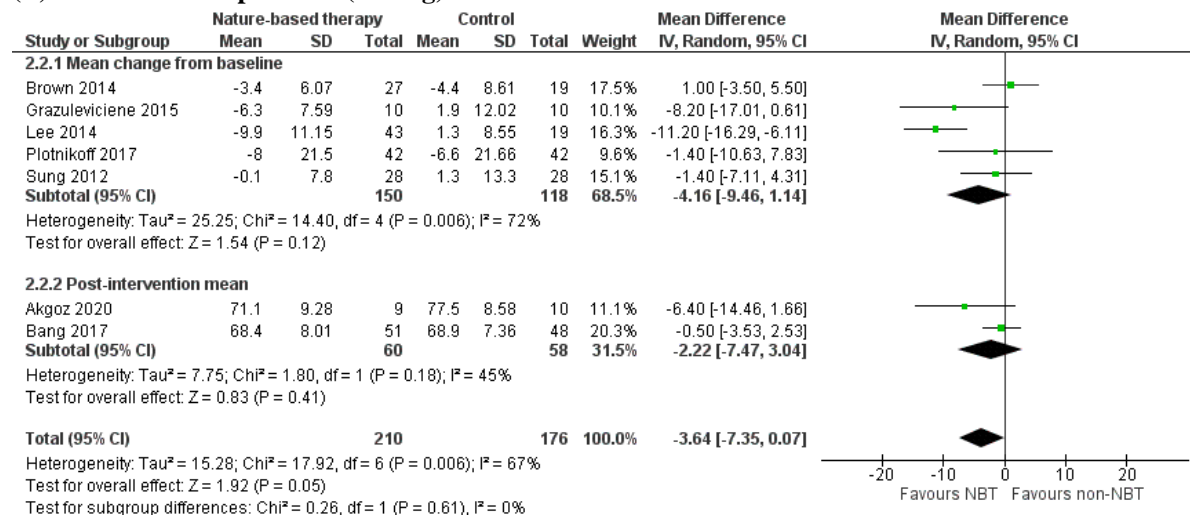 Nature-based therapy Control Mean Difference Mean Difference
Study or Subgroup Mean SD Total Mean SD Total Weight IV, Random, 95% CI IV, Random, 95% CI
2.2.1 Mean change from baseline
Brown 2014 -3.4 6.07 27 -4.4 8.61 19 17.5% 1.00 [-3.50, 5.50]
Grazuleviciene 2015 -6.3 7.59 10 1.9 12.02 10 10.1% -8.20 [-17.01, 0.61]
Lee 2014 -9.9 11.15 43 1.3 8.55 19 16.3% -11.20 [-16.29, -6.11]
Plotnikoff 2017 -8 21.5 42 -6.6 21.66 42 9.6% -1.40 [-10.63, 7.83]
Sung 2012 -0.1 7.8 28 1.3 13.3 28 15.1% -1.40 [-7.11, 4.31]
Subtotal (95% CI) 150 118 68.5% -4.16 [-9.46, 1.14]
Heterogeneity: Tau² = 25.25; Chi² = 14.40, df = 4 (P = 0.006); I² = 72%
Test for overall effect: Z = 1.54 (P = 0.12)
2.2.2 Post-intervention mean
Akgoz 2020 71.1 9.28 9 77.5 8.58 10 11.1% -6.40 [-14.46, 1.66]
Bang 2017 68.4 8.01 51 68.9 7.36 48 20.3% -0.50 [-3.53, 2.53]
Subtotal (95% CI) 60 58 31.5% -2.22 [-7.47, 3.04]
Heterogeneity: Tau² = 7.75; Chi² = 1.80, df = 1 (P = 0.18); I² = 45%
Test for overall effect: Z = 0.83 (P = 0.41)
Total (95% CI) 210 176 100.0% -3.64 [-7.35, 0.07]
Heterogeneity: Tau² = 15.28; Chi² = 17.92, df = 6 (P = 0.006); I² = 67%
Test for overall effect: Z = 1.92 (P = 0.05)
Test for subgroup differences: Chi² = 0.26, df = 1 (P = 0.61), I² = 0%
-20 -10 0 10 20
Favours NBT Favours non-NBT